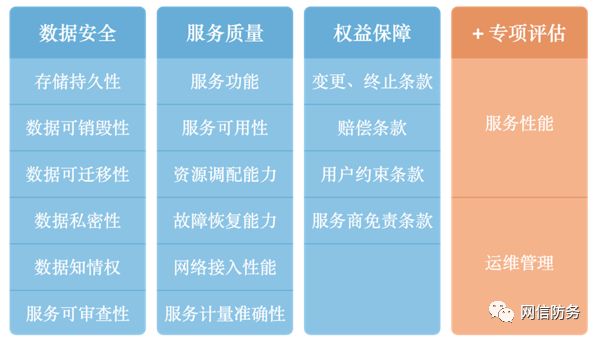 数据安全
存储持久性
数据可销毁性
数据可迁移性
数据私密性
数据知情权
服务可审查性
服务质量
服务功能
服务可用性
资源调配能力
故障恢复能力
网络接入性能
服务计量准确性
权益保障
变更、终止条款
赔偿条款
用户约束条款
服务商免责条款
+ 专项评估
服务性能
运维管理
网信防务